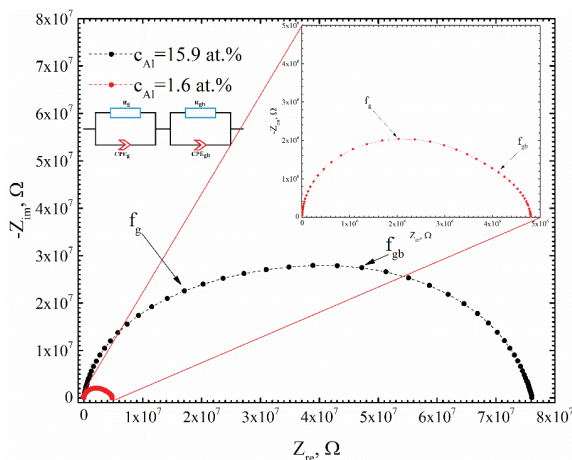 8x10⁷
7x10⁷
6x10⁷
5x10⁷
4x10⁷
3x10⁷
2x10⁷
1x10⁷
0
-Z_im, Ω
c_Al=15.9 at.%
c_Al=1.6 at.%
R_g
R_gb
CPE_g
CPE_gb
f_g
f_gb
0
1x10⁷
2x10⁷
3x10⁷
4x10⁷
5x10⁷
6x10⁷
7x10⁷
8x10⁷
Z_re, Ω
5x10⁶
4x10⁶
3x10⁶
2x10⁶
1x10⁶
0
f_g
f_gb
0
1x10⁶
2x10⁶
3x10⁶
4x10⁶
5x10⁶